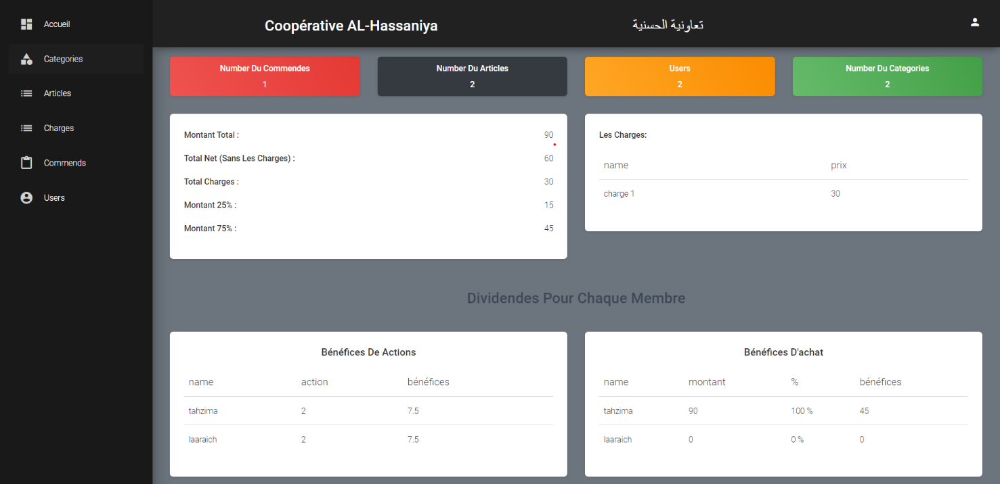 Accueil
Categories
Articles
Charges
Commends
Users
Coopérative AL-Hassaniya
تعاونية الحسنية
Number Du Commendes
1
Number Du Articles
2
Users
2
Number Du Categories
2
Montant Total : 90
Total Net (Sans Les Charges) : 60
Total Charges : 30
Montant 25% : 15
Montant 75% : 45
Les Charges:
name prix
charge 1 30
Dividendes Pour Chaque Membre
Bénéfices De Actions
name action bénéfices
tahzima 2 7.5
laaraich 2 7.5
Bénéfices D'achat
name montant % bénéfices
tahzima 90 100 % 45
laaraich 0 0 % 0